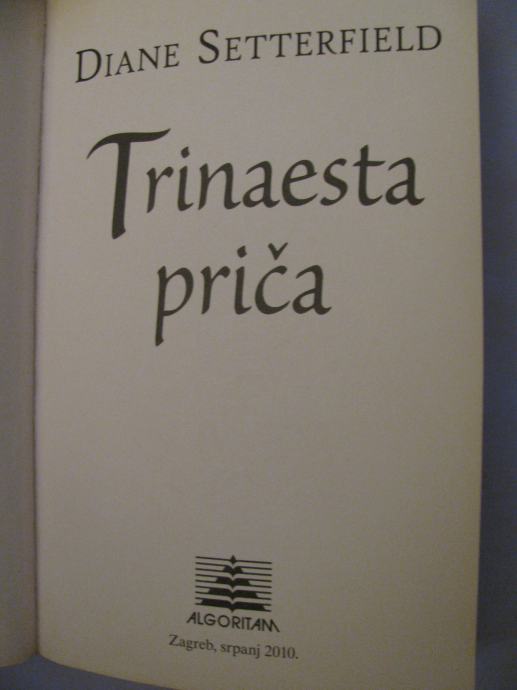 DIANE SETTERFIELD
Trinaesta
priča
ALGORITAM
Zagreb, srpanj 2010.